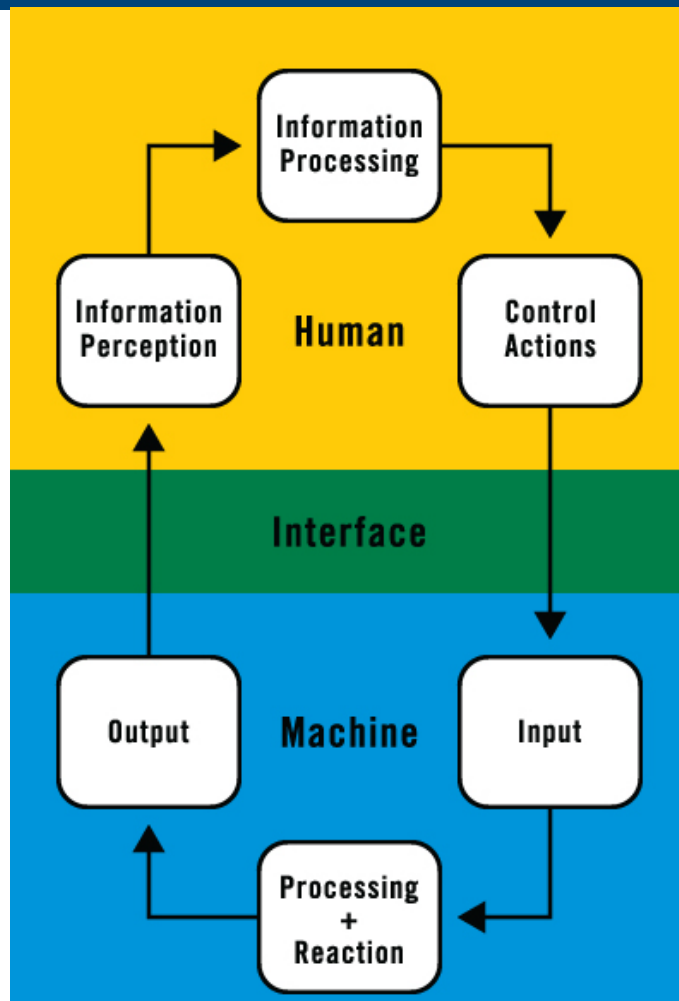 Information
Processing
Information
Perception
Human
Control
Actions
Interface
Output
Machine
Input
Processing
+
Reaction